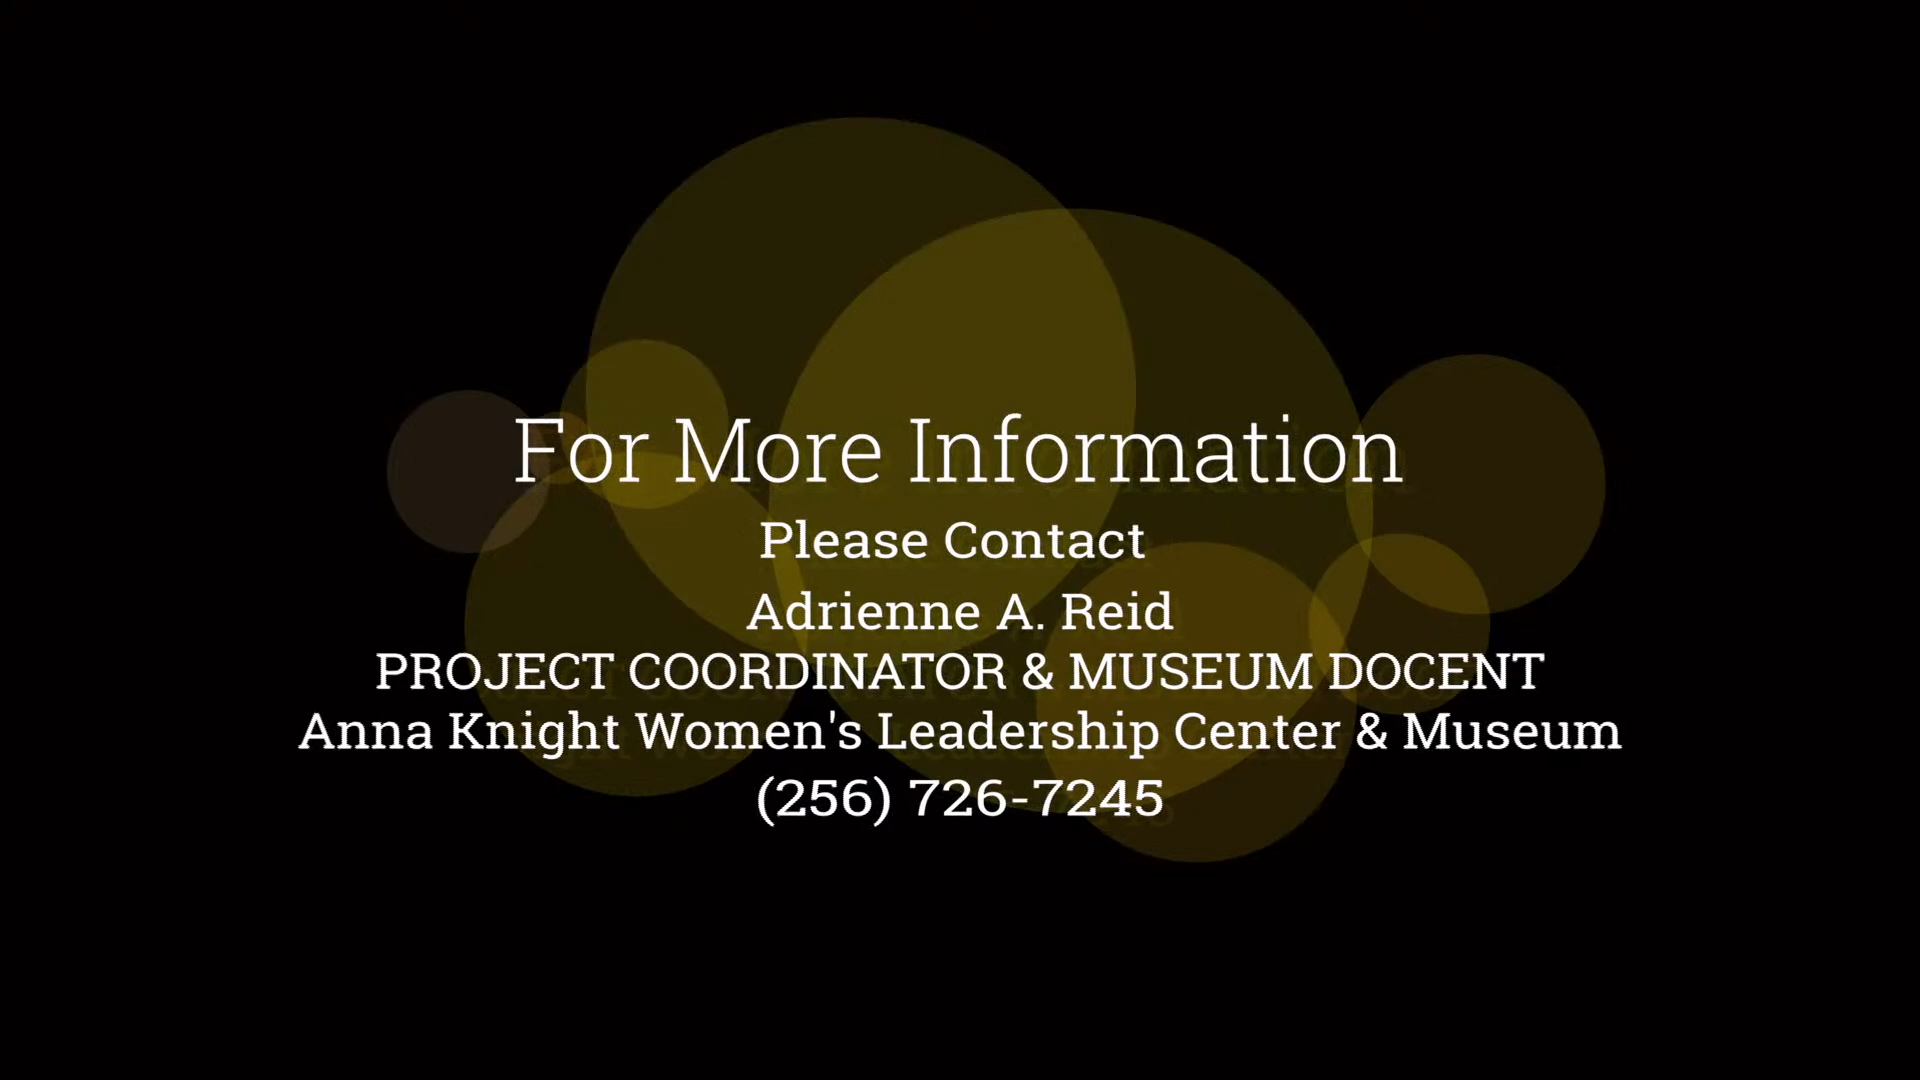 For More Information
Please Contact
Adrienne A. Reid
PROJECT COORDINATOR & MUSEUM DOCENT
Anna Knight Women's Leadership Center & Museum
(256) 726-7245